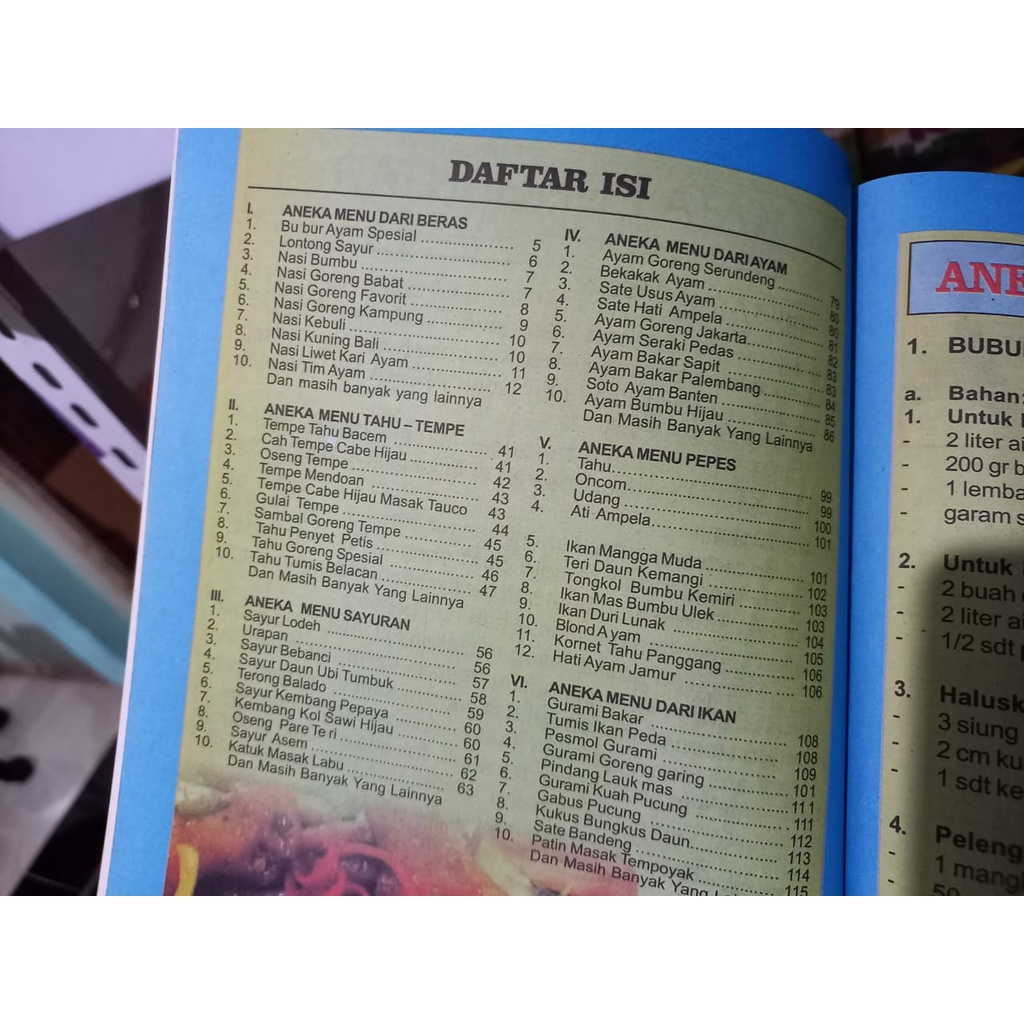 DAFTAR ISI
I. ANEKA MENU DARI BERAS
1. Bu bur Ayam Spesial 5
2. Lontong Sayur 6
3. Nasi Bumbu 7
4. Nasi Goreng Babat 7
5. Nasi Goreng Favorit 8
6. Nasi Goreng Kampung 9
7. Nasi Kebuli 10
8. Nasi Kuning Bali 10
9. Nasi Liwet Kari Ayam 11
10. Nasi Tim Ayam 12
Dan masih banyak yang lainnya
II. ANEKA MENU TAHU – TEMPE
1. Tempe Tahu Bacem 41
2. Cah Tempe Cabe Hijau 41
3. Oseng Tempe 42
4. Tempe Mendoan 43
5. Tempe Cabe Hijau Masak Tauco 43
6. Gulai Tempe 44
7. Sambal Goreng Tempe 45
8. Tahu Penyet Petis 45
9. Tahu Goreng Spesial 46
10. Tahu Tumis Belacan 47
Dan Masih Banyak Yang Lainnya
III. ANEKA MENU SAYURAN
1. Sayur Lodeh 56
2. Urapan 56
3. Sayur Bebanci 57
4. Sayur Daun Ubi Tumbuk 58
5. Terong Balado 59
6. Sayur Kembang Pepaya 60
7. Kembang Kol Sawi Hijau 60
8. Oseng Pare Te ri 61
9. Sayur Asem 62
10. Katuk Masak Labu 63
Dan Masih Banyak Yang Lainnya
IV. ANEKA MENU DARI AYAM
1. Ayam Goreng Serundeng 79
2. Bekakak Ayam 80
3. Sate Usus Ayam 80
4. Sate Hati Ampela 81
5. Ayam Goreng Jakarta 82
6. Ayam Seraki Pedas 83
7. Ayam Bakar Sapit 83
8. Ayam Bakar Palembang 84
9. Soto Ayam Banten 85
10. Ayam Bumbu Hijau 86
Dan Masih Banyak Yang Lainnya
V. ANEKA MENU PEPES
1. Tahu 99
2. Oncom 99
3. Udang 100
4. Ati Ampela 101
5. Ikan Mangga Muda 101
6. Teri Daun Kemangi 102
7. Tongkol Bumbu Kemiri 103
8. Ikan Mas Bumbu Ulek 103
9. Ikan Duri Lunak 104
10. Blond Ayam 105
11. Kornet Tahu Panggang 106
12. Hati Ayam Jamur 106
VI. ANEKA MENU DARI IKAN
1. Gurami Bakar 108
2. Tumis Ikan Peda 108
3. Pesmol Gurami 109
4. Gurami Goreng garing 101
5. Pindang Lauk mas 111
6. Gurami Kuah Pucung 111
7. Gabus Pucung 112
8. Kukus Bungkus Daun 113
9. Sate Bandeng 114
10. Patin Masak Tempoyak 115
Dan Masih Banyak Yang
ANE
1. BUBU
a. Bahan:
1. Untuk
- 2 liter ai
- 200 gr b
- 1 lemba
- garam s
2. Untuk
- 2 buah
- 2 liter a
- 1/2 sdt
3. Halusk
- 3 siung
- 2 cm ku
- 1 sdt ke
4. Peleng
- 1 mang
- 50